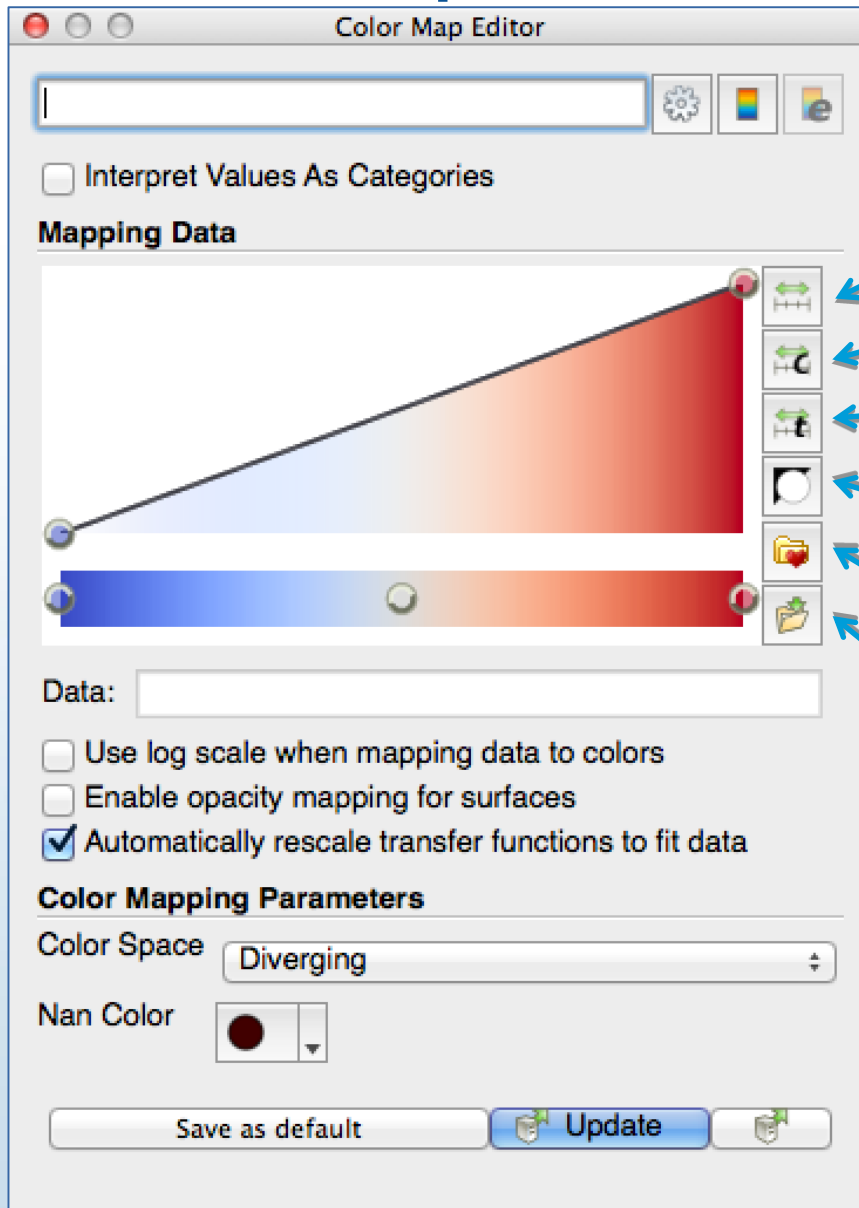 Color Map Editor
e
Interpret Values As Categories
Mapping Data
c
t
Data:
Use log scale when mapping data to colors
Enable opacity mapping for surfaces
Automatically rescale transfer functions to fit data
Color Mapping Parameters
Color Space Diverging
Nan Color
Save as default Update